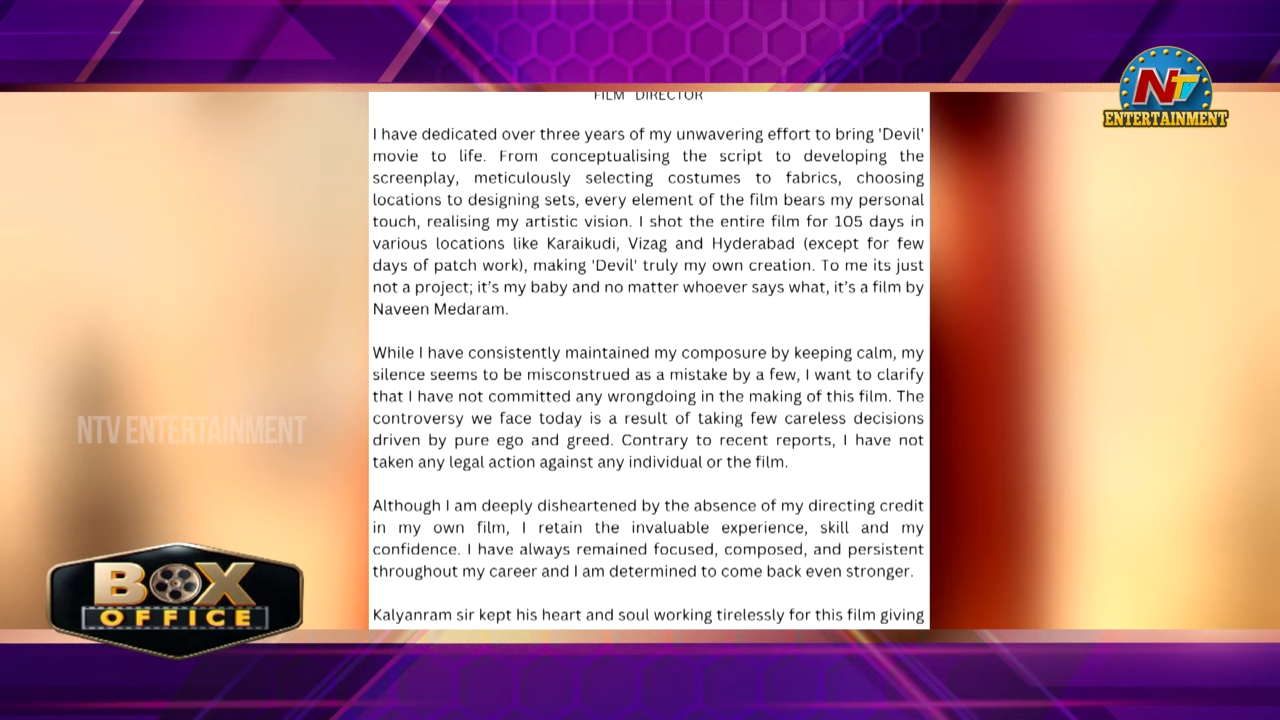 FILM DIRECTOR
NTV
ENTERTAINMENT
I have dedicated over three years of my unwavering effort to bring 'Devil'
movie to life. From conceptualising the script to developing the
screenplay, meticulously selecting costumes to fabrics, choosing
locations to designing sets, every element of the film bears my personal
touch, realising my artistic vision. I shot the entire film for 105 days in
various locations like Karaikudi, Vizag and Hyderabad (except for few
days of patch work), making 'Devil' truly my own creation. To me its just
not a project; it’s my baby and no matter whoever says what, it’s a film by
Naveen Medaram.
While I have consistently maintained my composure by keeping calm, my
silence seems to be misconstrued as a mistake by a few, I want to clarify
that I have not committed any wrongdoing in the making of this film. The
controversy we face today is a result of taking few careless decisions
driven by pure ego and greed. Contrary to recent reports, I have not
taken any legal action against any individual or the film.
Although I am deeply disheartened by the absence of my directing credit
in my own film, I retain the invaluable experience, skill and my
confidence. I have always remained focused, composed, and persistent
throughout my career and I am determined to come back even stronger.
Kalyanram sir kept his heart and soul working tirelessly for this film giving
NTV ENTERTAINMENT
BOX
OFFICE